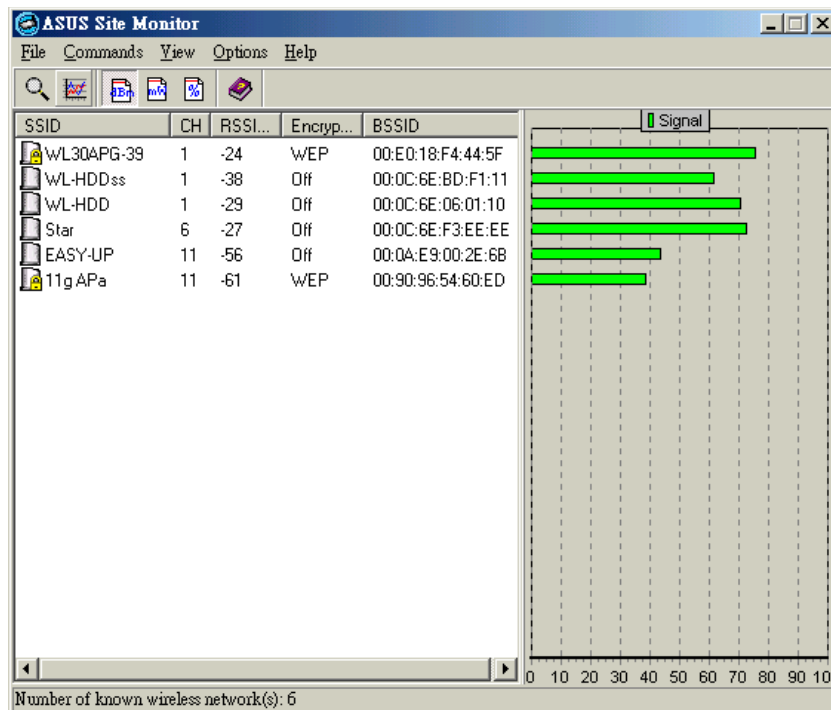 ASUS Site Monitor
File Commands View Options Help
dBm mW %
SSID CH RSSI... Encryp... BSSID
Signal
WL30APG-39 1 -24 WEP 00:E0:18:F4:44:5F
WL-HDDss 1 -38 Off 00:0C:6E:BD:F1:11
WL-HDD 1 -29 Off 00:0C:6E:06:01:10
Star 6 -27 Off 00:0C:6E:F3:EE:EE
EASY-UP 11 -56 Off 00:0A:E9:00:2E:6B
11g APa 11 -61 WEP 00:90:96:54:60:ED
0 10 20 30 40 50 60 70 80 90 10
Number of known wireless network(s): 6